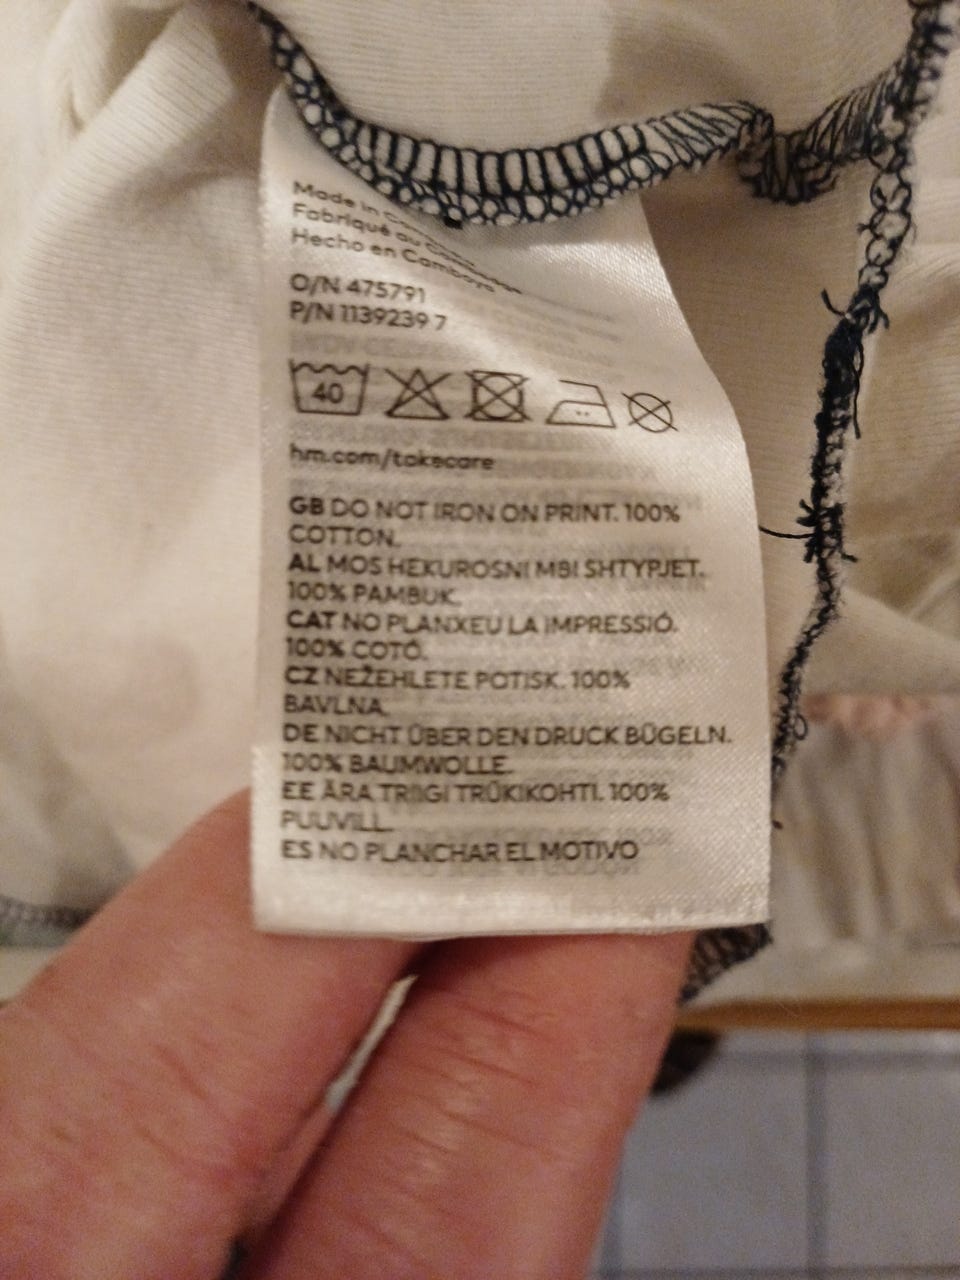 Made in
Fabriqué au
Hecho en Camboya
O/N 475791
P/N 1139239 7
40
hm.com/takecare
GB DO NOT IRON ON PRINT. 100%
COTTON.
AL MOS HEKUROSNI MBI SHTYPJET.
100% PAMBUK.
CAT NO PLANXEU LA IMPRESSIÓ.
100% COTÓ.
CZ NEŽEHLETE POTISK. 100%
BAVLNA.
DE NICHT ÜBER DEN DRUCK BÜGELN.
100% BAUMWOLLE.
EE ÄRA TRIIGI TRÜKIKOHTI. 100%
PUUVILL.
ES NO PLANCHAR EL MOTIVO